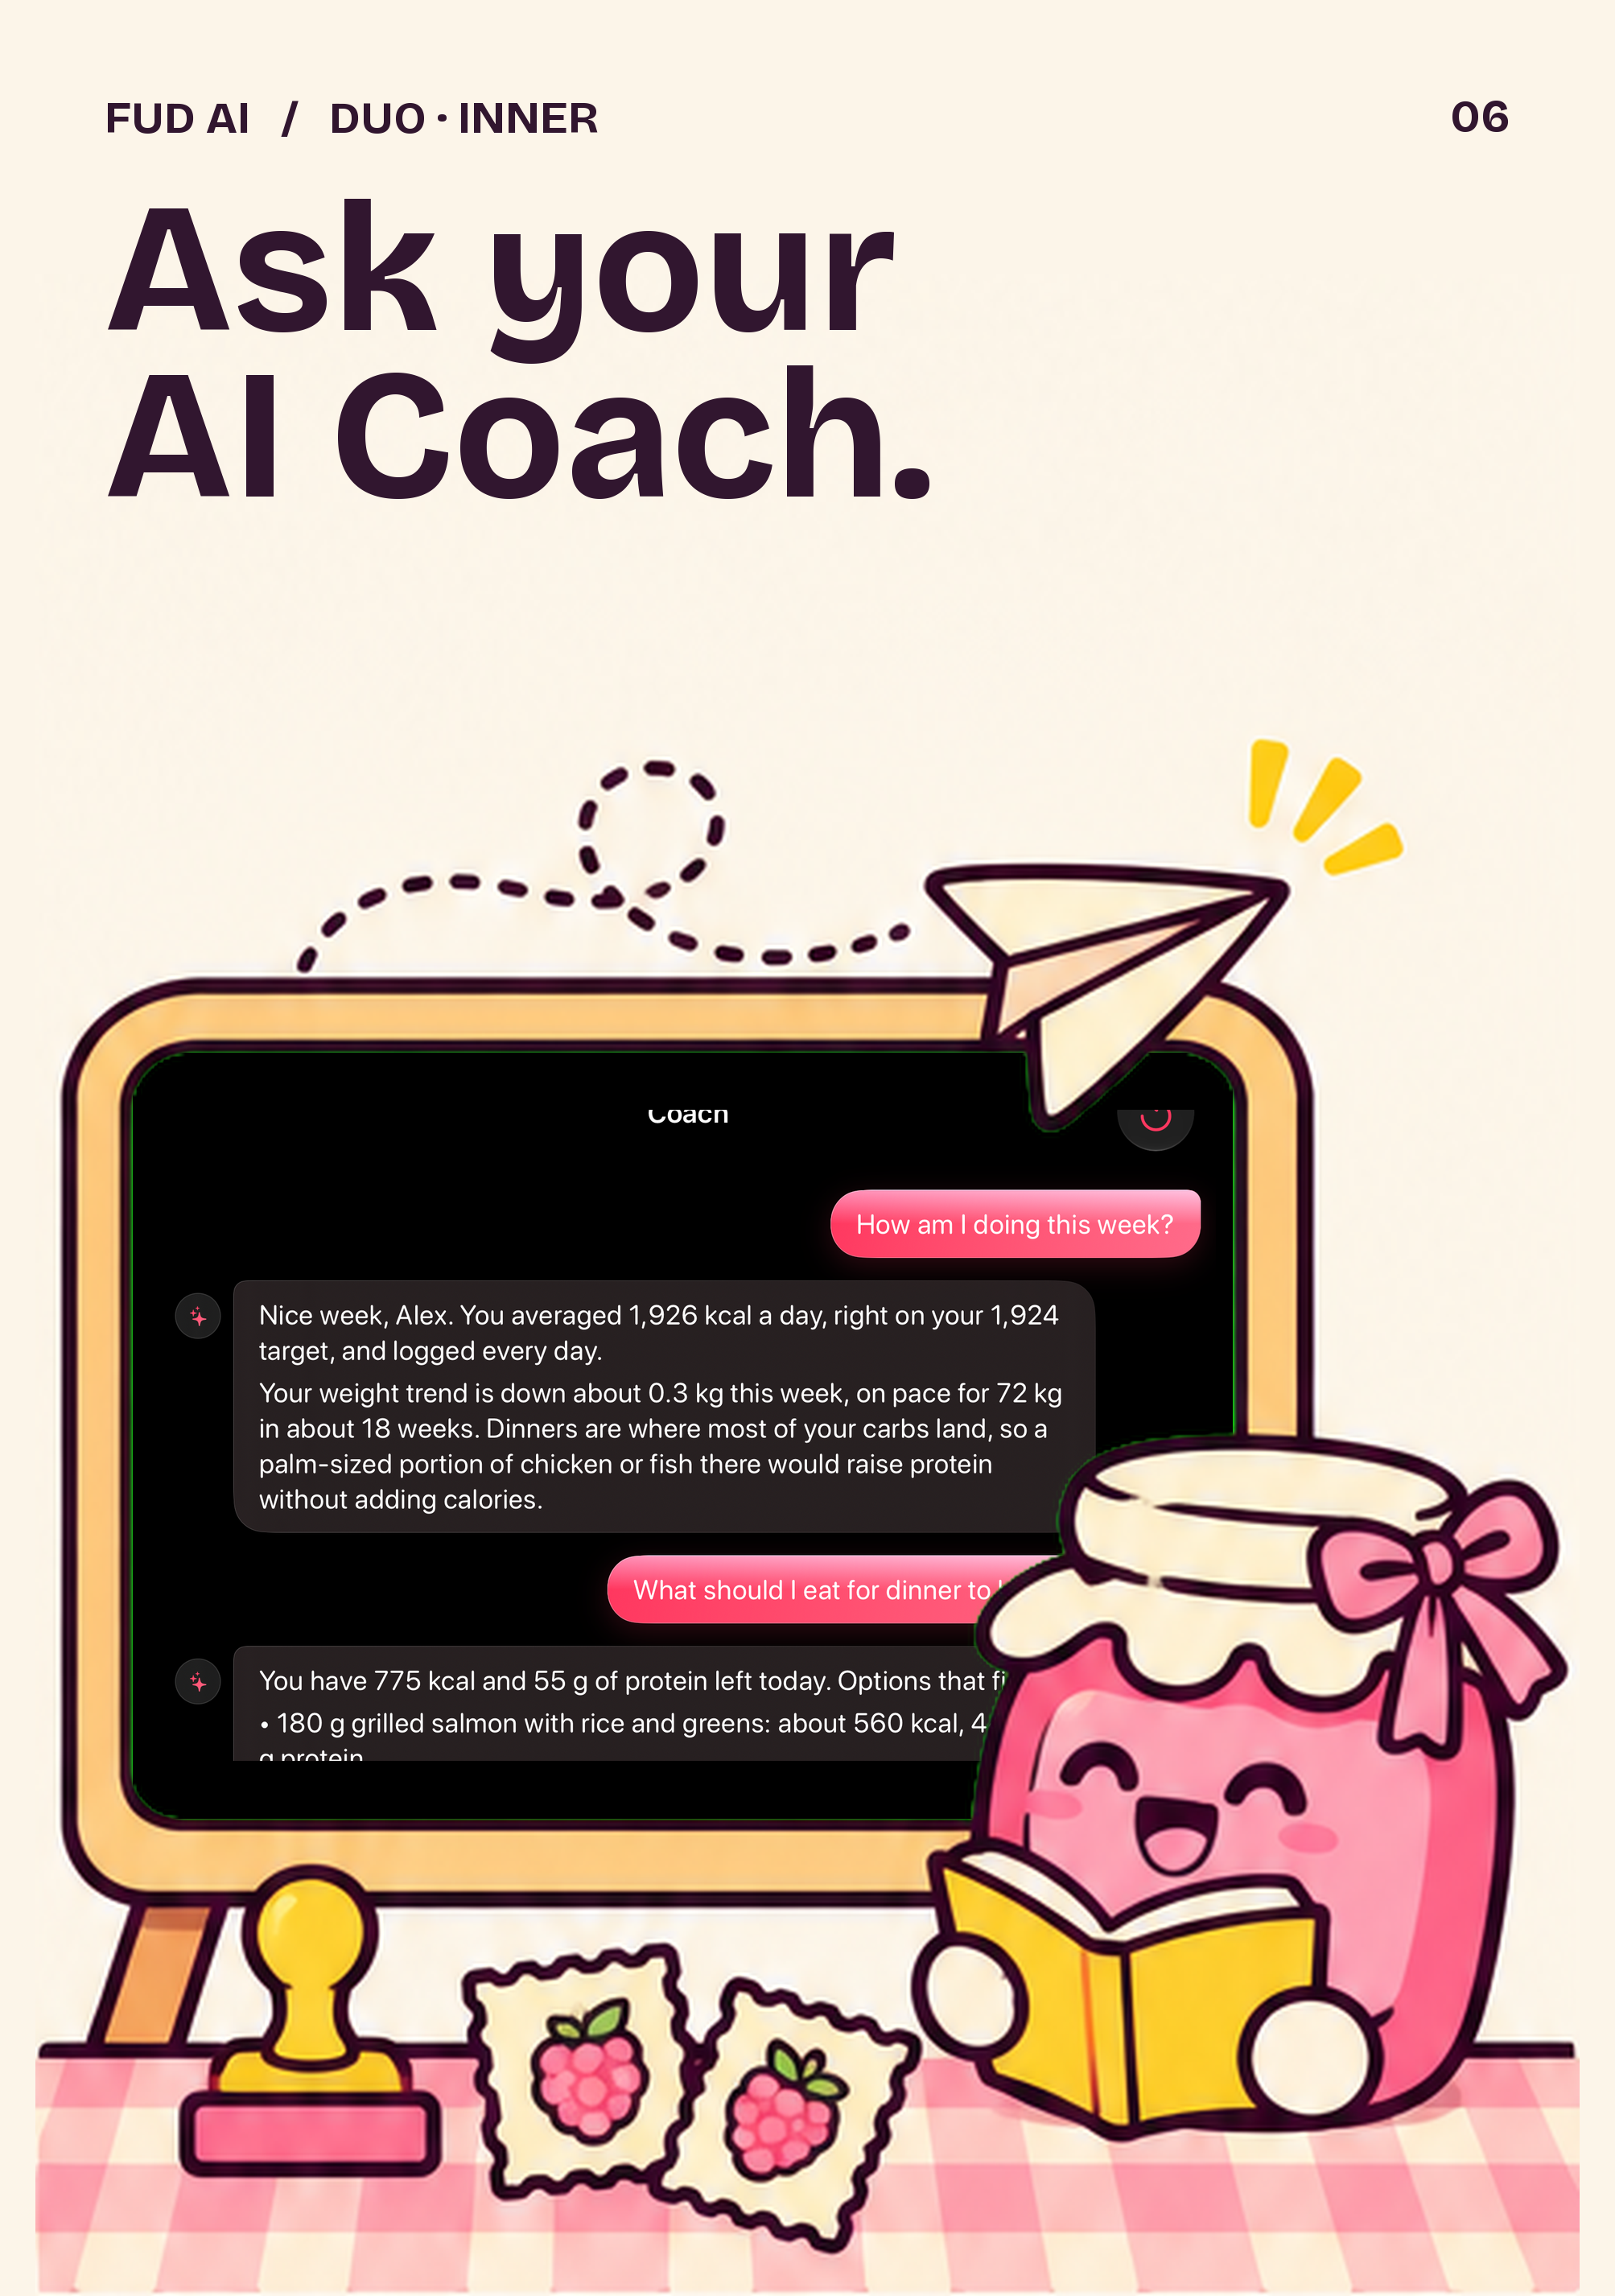 FUD AI / DUO · INNER
06
Ask your
AI Coach.
Coach
How am I doing this week?
Nice week, Alex. You averaged 1,926 kcal a day, right on your 1,924
target, and logged every day.
Your weight trend is down about 0.3 kg this week, on pace for 72 kg
in about 18 weeks. Dinners are where most of your carbs land, so a
palm-sized portion of chicken or fish there would raise protein
without adding calories.
What should I eat for dinner to
You have 775 kcal and 55 g of protein left today. Options that
• 180 g grilled salmon with rice and greens: about 560 kcal, 4
g protein